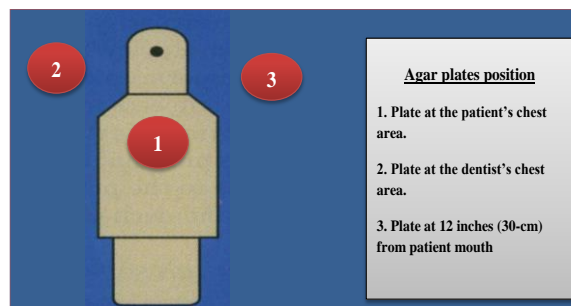 2
3
1
Agar plates position
1. Plate at the patient's chest
area.
2. Plate at the dentist's chest
area.
3. Plate at 12 inches (30-cm)
from patient mouth